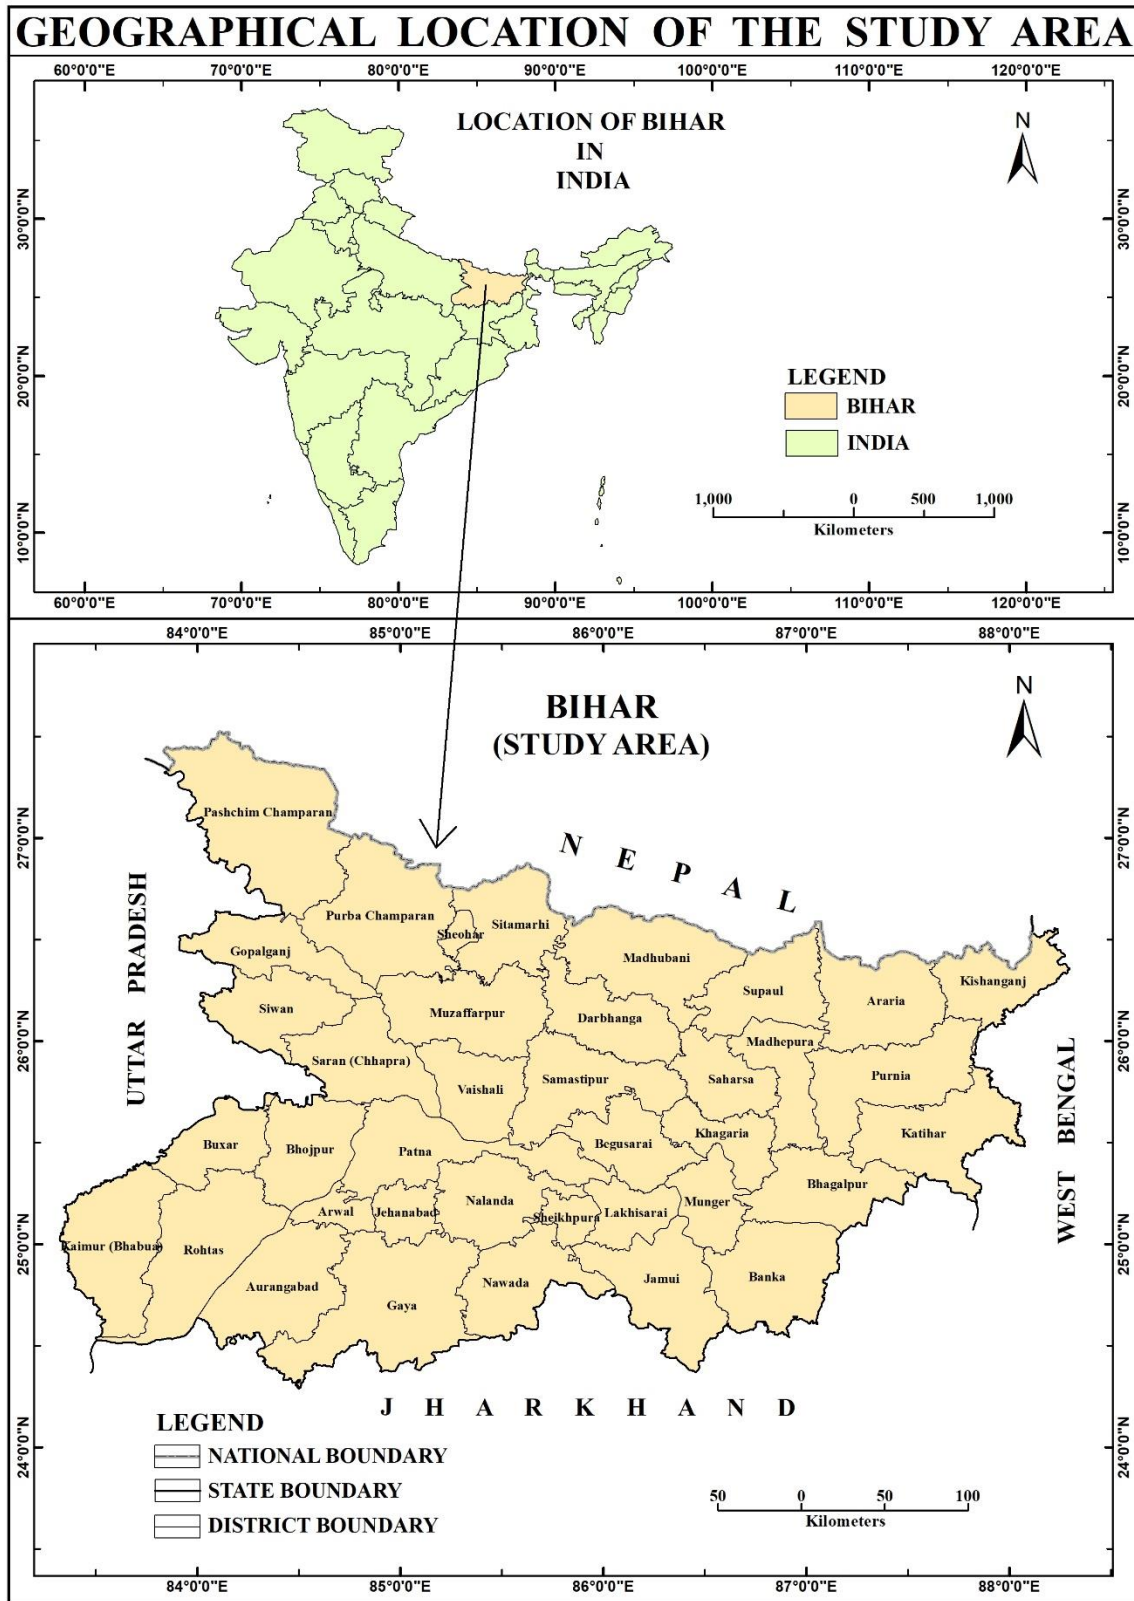 GEOGRAPHICAL LOCATION OF THE STUDY AREA
60°0'0"E 70°0'0"E 80°0'0"E 90°0'0"E 100°0'0"E 110°0'0"E 120°0'0"E
LOCATION OF BIHAR
IN
INDIA
N
30°0'0"N 30°0'0"N
20°0'0"N 20°0'0"N
10°0'0"N 10°0'0"N
LEGEND
BIHAR
INDIA
1,000 0 500 1,000
Kilometers
60°0'0"E 70°0'0"E 80°0'0"E 90°0'0"E 100°0'0"E 110°0'0"E 120°0'0"E
84°0'0"E 85°0'0"E 86°0'0"E 87°0'0"E 88°0'0"E
BIHAR
(STUDY AREA)
N
27°0'0"N 27°0'0"N
26°0'0"N 26°0'0"N
25°0'0"N 25°0'0"N
24°0'0"N 24°0'0"N
NEPAL
UTTAR PRADESH
WEST BENGAL
JHARKHAND
Pashchim Champaran
Purba Champaran
Sheohar
Sitamarhi
Gopalganj
Madhubani
Kishanganj
Siwan
Muzaffarpur
Darbhanga
Supaul
Araria
Madhepura
Saran (Chhapra)
Vaishali
Samastipur
Saharsa
Purnia
Buxar
Bhojpur
Patna
Begusarai
Khagaria
Katihar
Bhagalpur
Arwal
Jehanabad
Nalanda
Sheikhpura
Lakhisarai
Munger
Kaimur (Bhabua)
Rohtas
Aurangabad
Gaya
Nawada
Jamui
Banka
LEGEND
NATIONAL BOUNDARY
STATE BOUNDARY
DISTRICT BOUNDARY
50 0 50 100
Kilometers
84°0'0"E 85°0'0"E 86°0'0"E 87°0'0"E 88°0'0"E